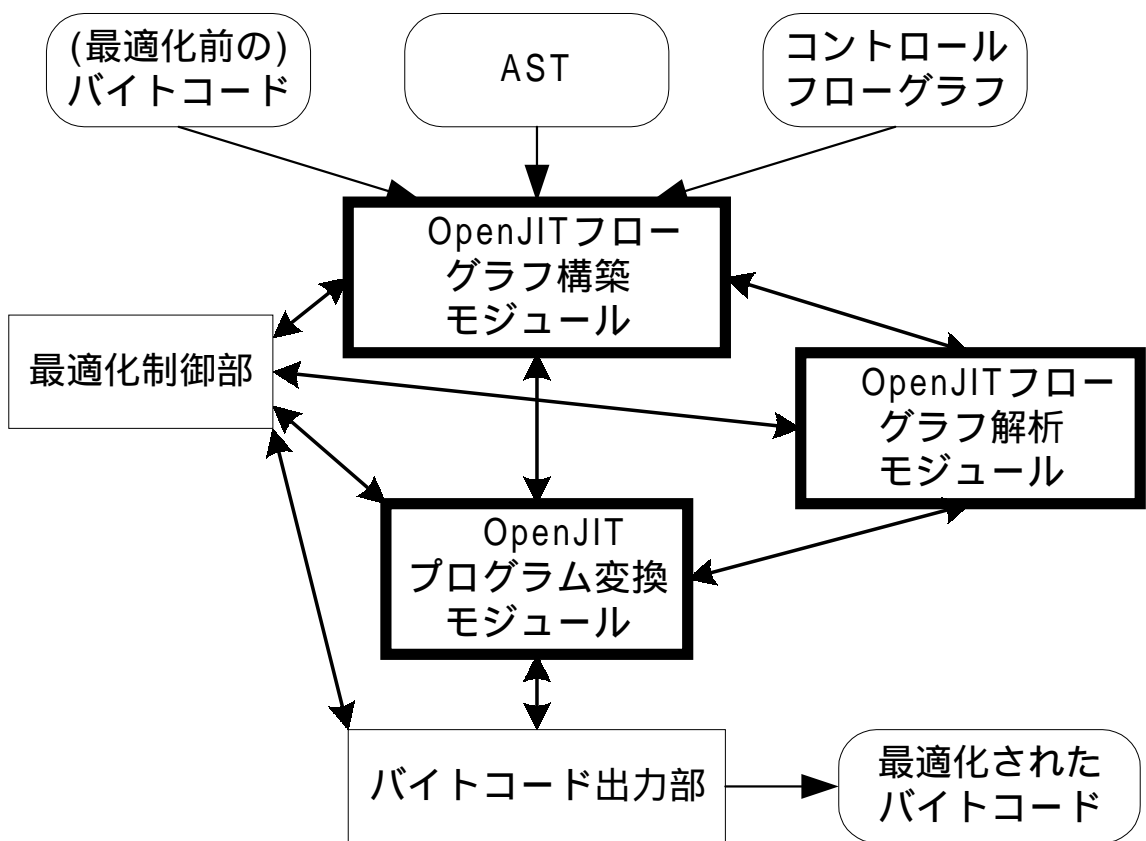 (最適化前の)
バイトコード
AST
コントロール
フローグラフ
OpenJITフロー
グラフ構築
モジュール
最適化制御部
OpenJITフロー
グラフ解析
モジュール
OpenJIT
プログラム変換
モジュール
バイトコード出力部
最適化された
バイトコード